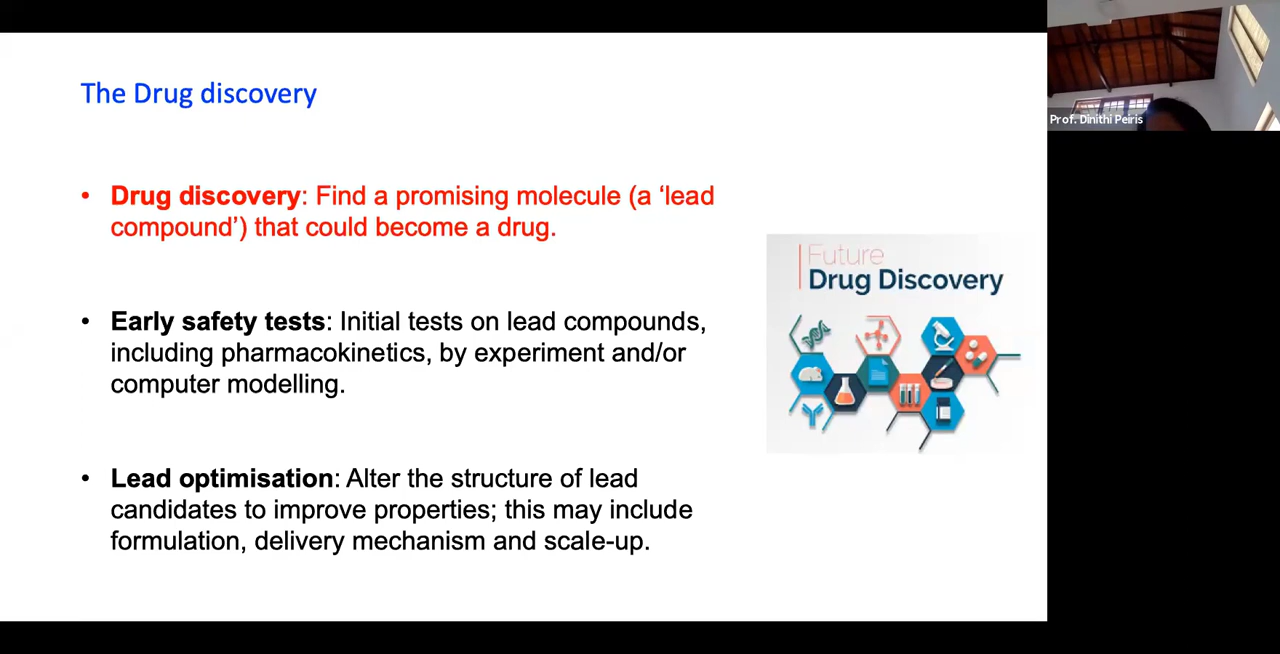 The Drug discovery
• Drug discovery: Find a promising molecule (a ‘lead
compound’) that could become a drug.
• Early safety tests: Initial tests on lead compounds,
including pharmacokinetics, by experiment and/or
computer modelling.
• Lead optimisation: Alter the structure of lead
candidates to improve properties; this may include
formulation, delivery mechanism and scale-up.
Future
Drug Discovery
Prof. Dinithi Peiris